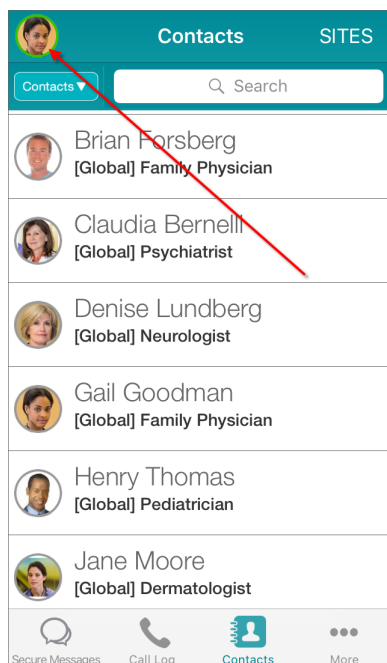 Contacts SITES
Contacts ▼ Search
Brian Forsberg
[Global] Family Physician
Claudia Bernelli
[Global] Psychiatrist
Denise Lundberg
[Global] Neurologist
Gail Goodman
[Global] Family Physician
Henry Thomas
[Global] Pediatrician
Jane Moore
[Global] Dermatologist
Secure Messages Call Log Contacts More